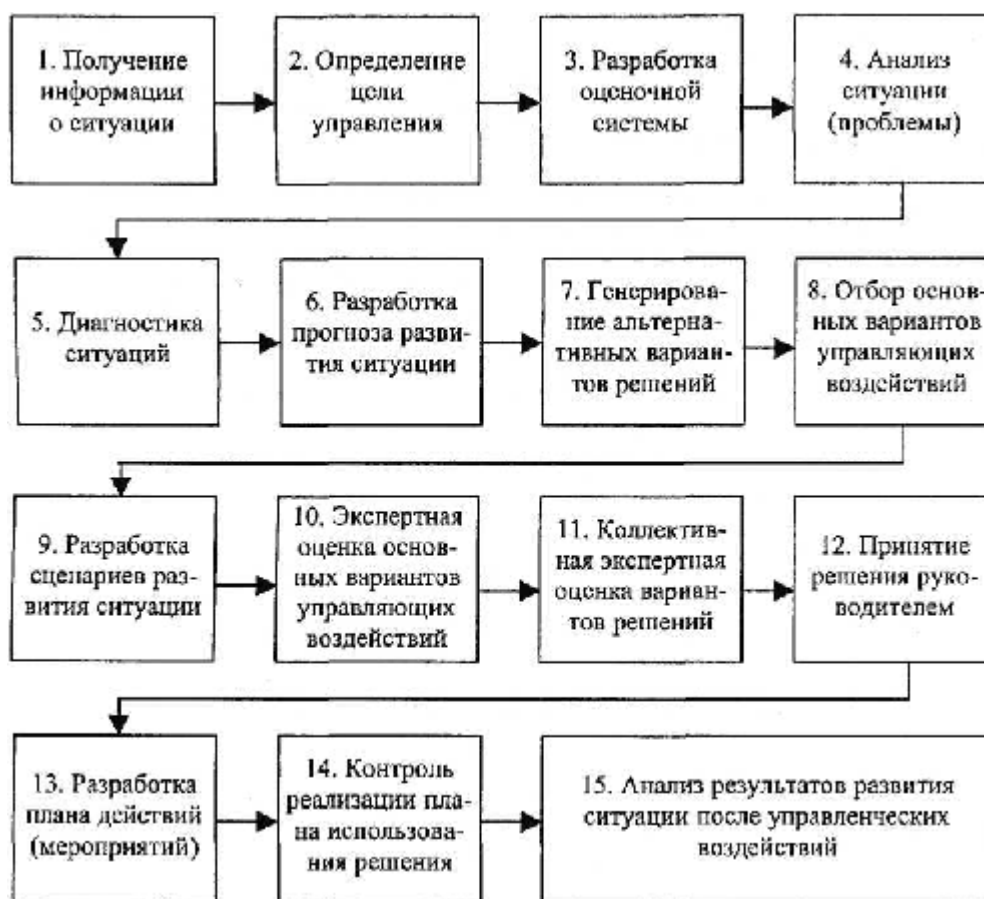 1. Получение
информации
о ситуации
2. Определение
цели
управления
3. Разработка
оценочной
системы
4. Анализ
ситуации
(проблемы)
5. Диагностика
ситуаций
6. Разработка
прогноза разви-
тия ситуации
7. Генерирова-
ние альтерна-
тивных вариан-
тов решений
8. Отбор основ-
ных вариантов
управляющих
воздействий
9. Разработка
сценариев раз-
вития ситуации
10. Экспертная
оценка основ-
ных вариантов
управляющих
воздействий
11. Коллектив-
ная экспертная
оценка вариан-
тов решений
12. Принятие
решения руко-
водителем
13. Разработка
плана действий
(мероприятий)
14. Контроль
реализации пла-
на использова-
ния решения
15. Анализ результатов развития
ситуации после управленческих
воздействий